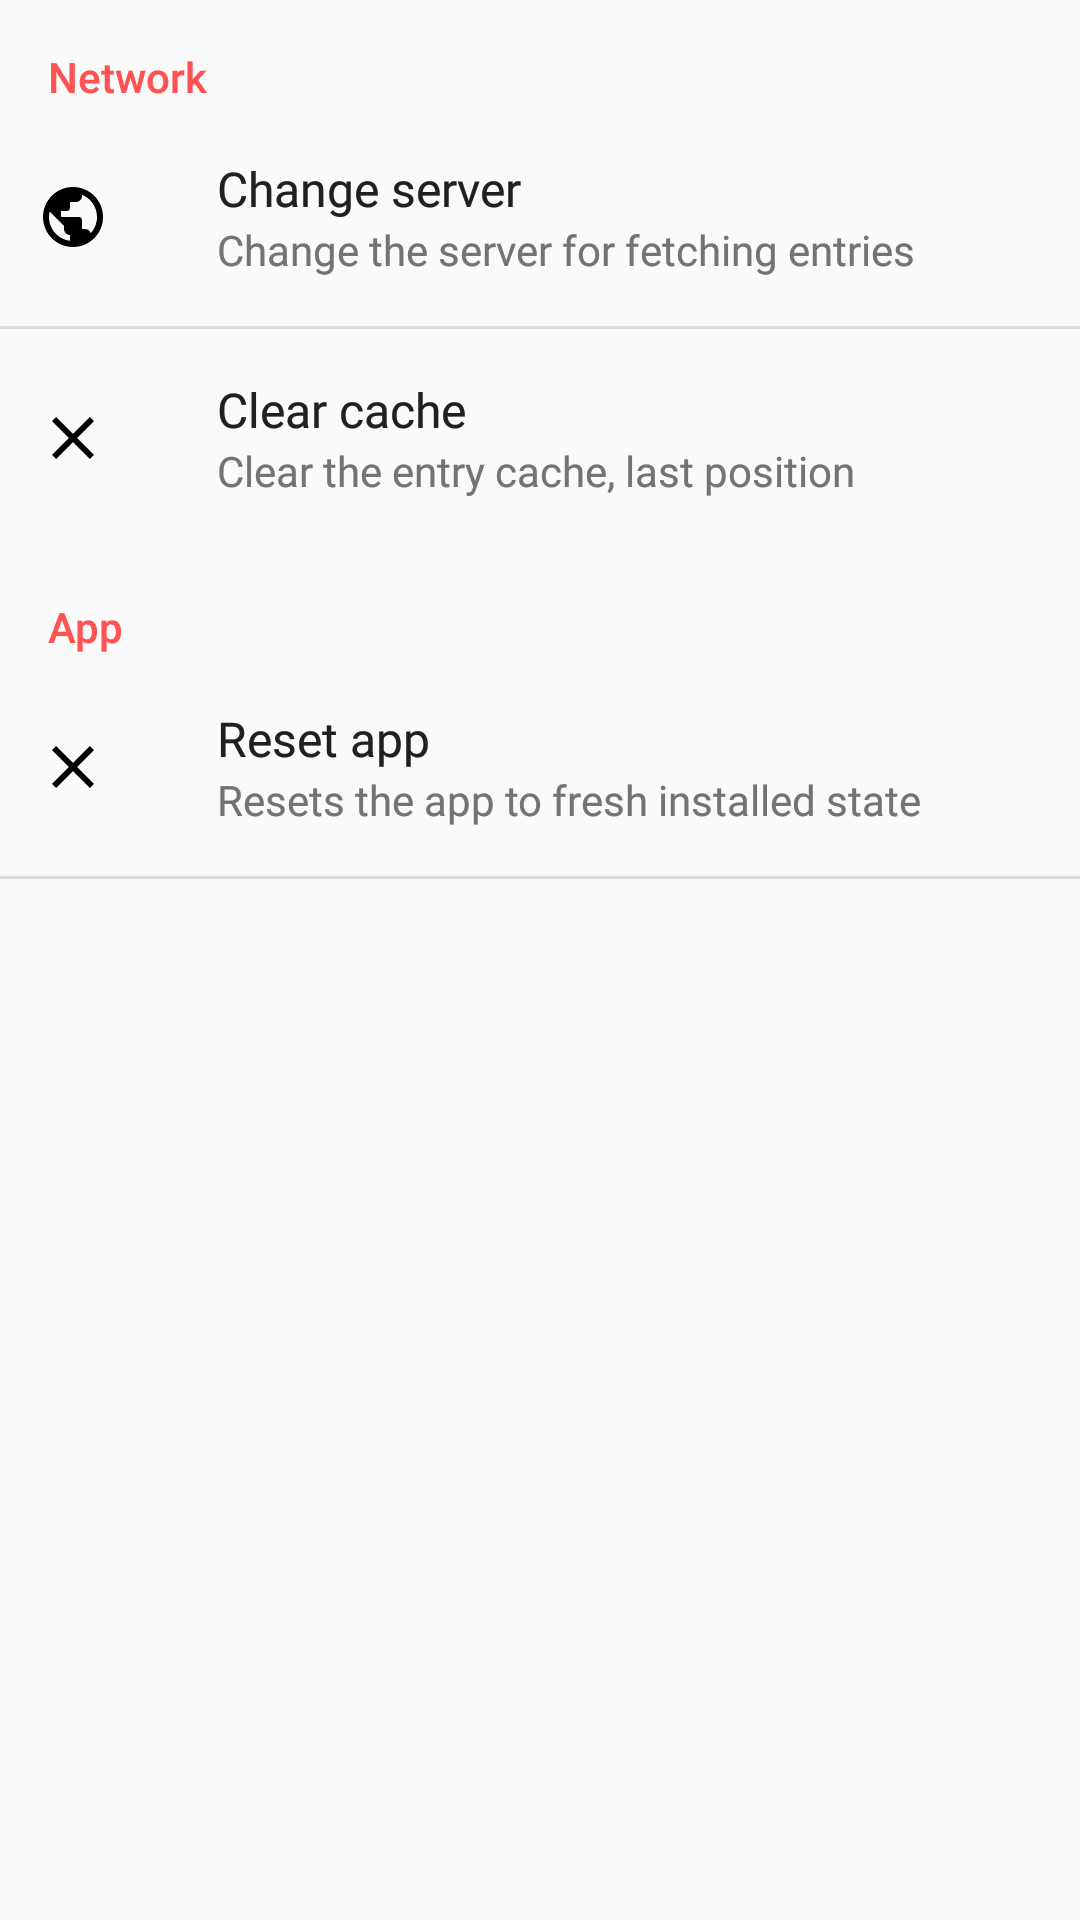 Network
Change server
Change the server for fetching entries
Clear cache
Clear the entry cache, last position
App
Reset app
Resets the app to fresh installed state